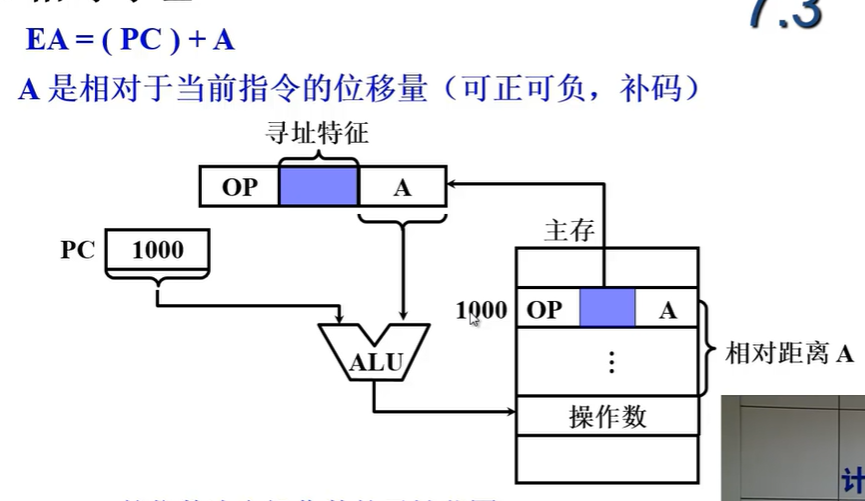 7.3
EA = ( PC ) + A
A 是相对于当前指令的位移量（可正可负，补码）
寻址特征
OP A
PC 1000
主存
1000 OP A
ALU
⋮
相对距离 A
操作数
计